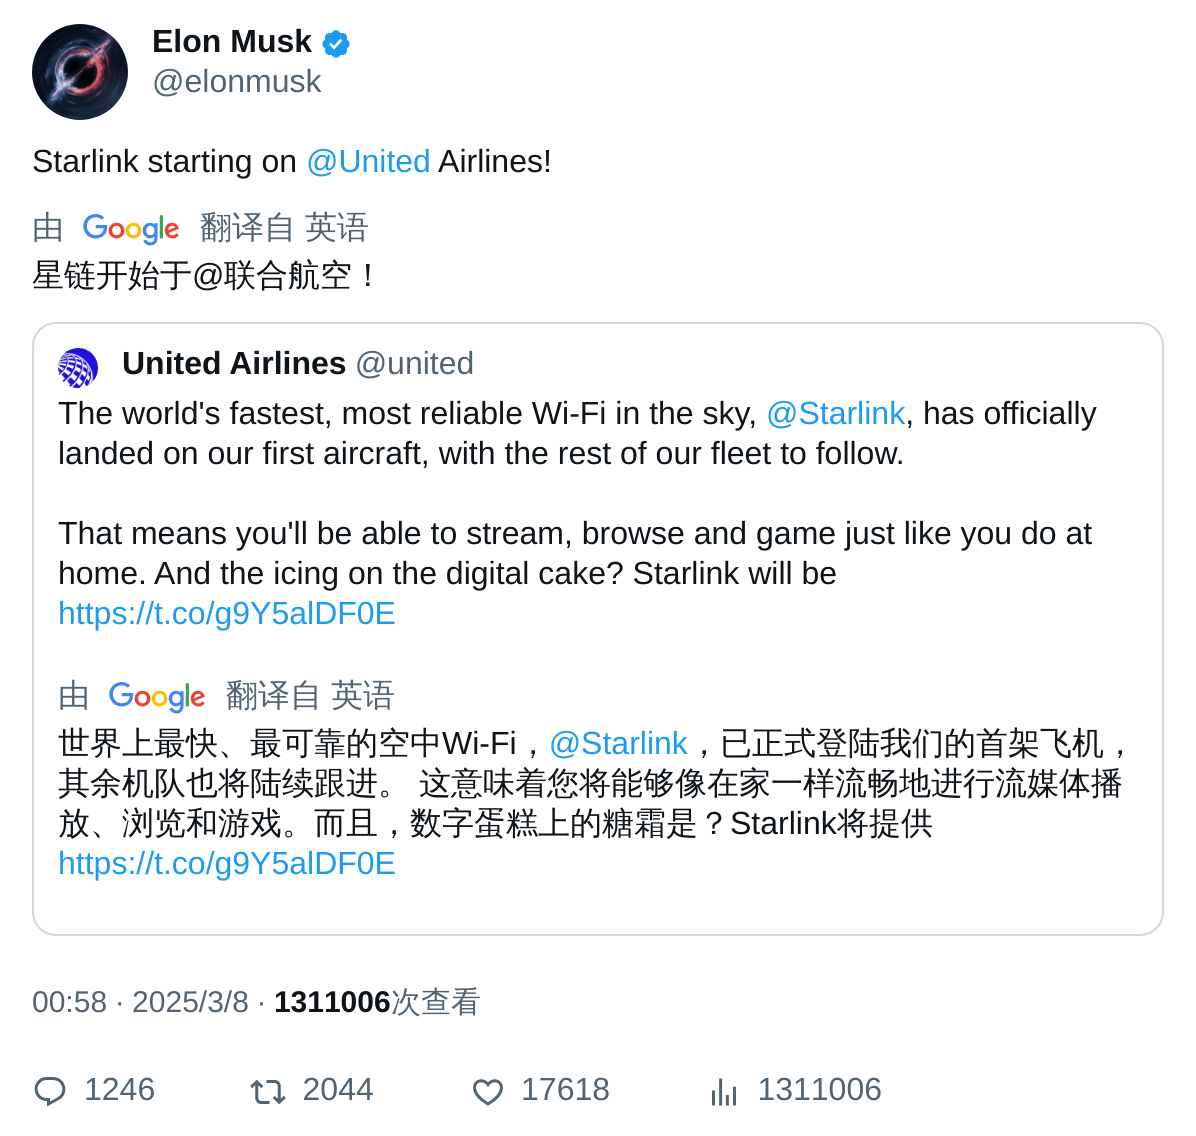 Elon Musk
@elonmusk
Starlink starting on @United Airlines!
由 Google 翻译自 英语
星链开始于@联合航空！
United Airlines @united
The world's fastest, most reliable Wi-Fi in the sky, @Starlink, has officially
landed on our first aircraft, with the rest of our fleet to follow.
That means you'll be able to stream, browse and game just like you do at
home. And the icing on the digital cake? Starlink will be
https://t.co/g9Y5alDF0E
由 Google 翻译自 英语
世界上最快、最可靠的空中Wi-Fi，@Starlink，已正式登陆我们的首架飞机，
其余机队也将陆续跟进。 这意味着您将能够像在家一样流畅地进行流媒体播
放、浏览和游戏。而且，数字蛋糕上的糖霜是？Starlink将提供
https://t.co/g9Y5alDF0E
00:58 · 2025/3/8 · 1311006次查看
1246 2044 17618 1311006